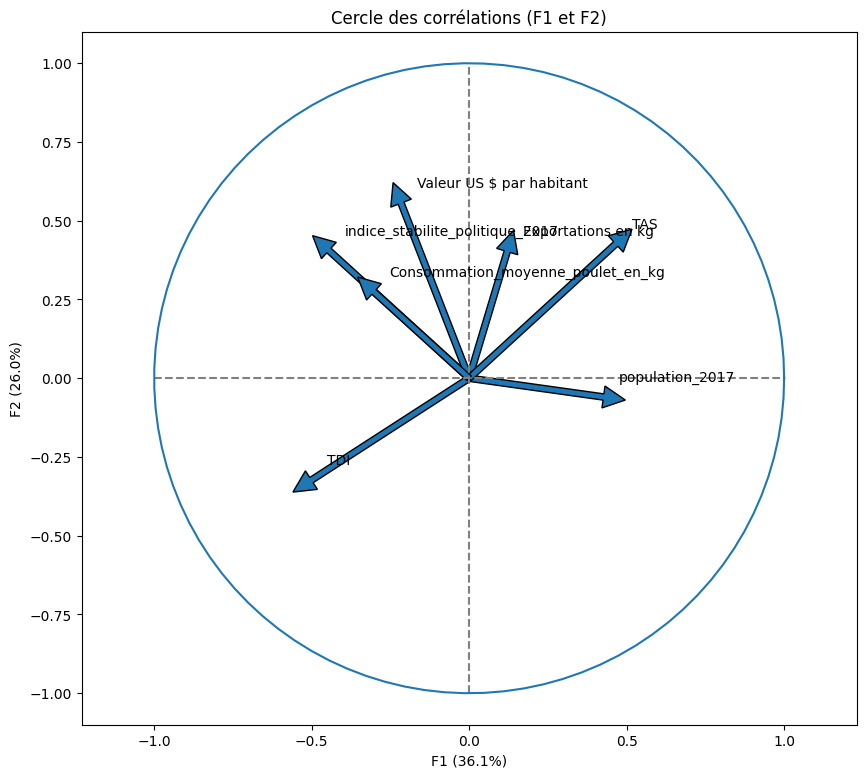 Cercle des corrélations (F1 et F2)
1.00
0.75
0.50
0.25
0.00
−0.25
−0.50
−0.75
−1.00
F2 (26.0%)
Valeur US $ par habitant
TAS
indice_stabilite_politique_2017
Exportations_en_kg
Consommation_moyenne_poulet_en_kg
population_2017
TDI
−1.0
−0.5
0.0
0.5
1.0
F1 (36.1%)